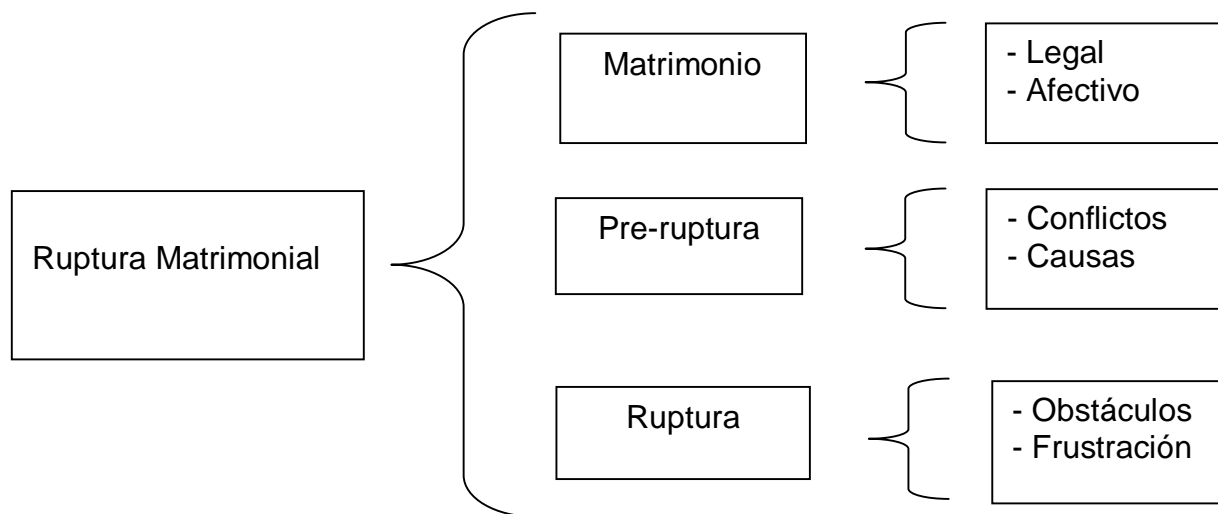 Ruptura Matrimonial
Matrimonio
- Legal
- Afectivo
Pre-ruptura
- Conflictos
- Causas
Ruptura
- Obstáculos
- Frustración